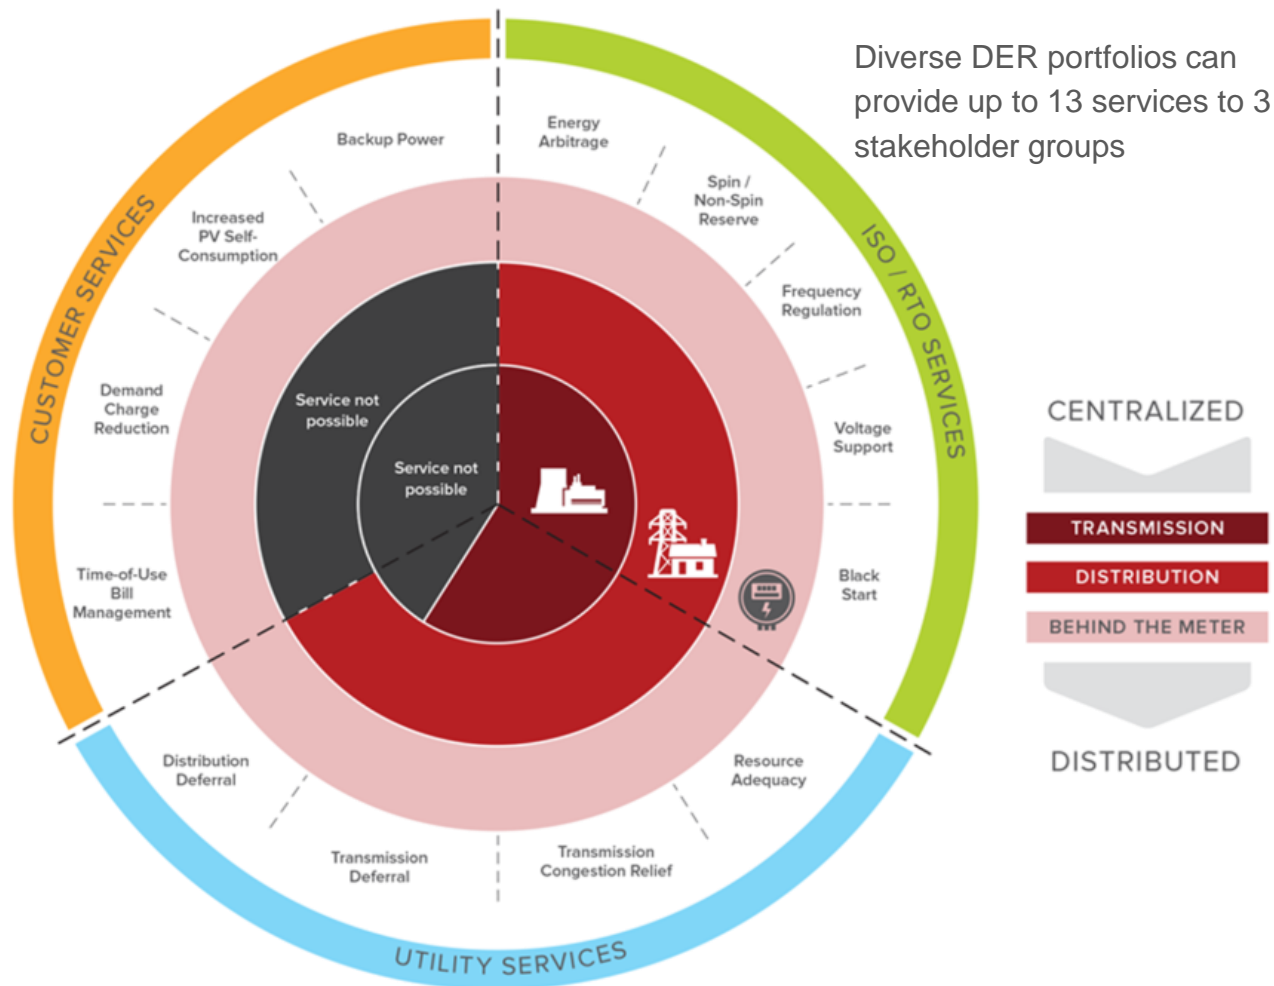 Diverse DER portfolios can
provide up to 13 services to 3
stakeholder groups
CUSTOMER SERVICES
ISO / RTO SERVICES
UTILITY SERVICES
Energy
Arbitrage
Spin /
Non-Spin
Reserve
Frequency
Regulation
Voltage
Support
Black
Start
Resource
Adequacy
Transmission
Congestion Relief
Transmission
Deferral
Distribution
Deferral
Time-of-Use
Bill
Management
Demand
Charge
Reduction
Increased
PV Self-
Consumption
Backup Power
Service not
possible
Service not
possible
CENTRALIZED
TRANSMISSION
DISTRIBUTION
BEHIND THE METER
DISTRIBUTED